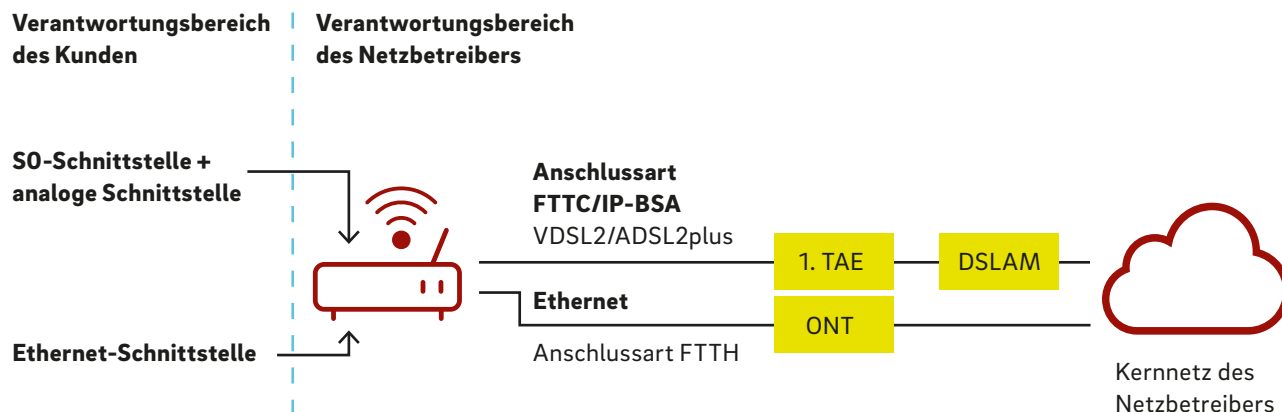 Verantwortungsbereich
des Kunden
Verantwortungsbereich
des Netzbetreibers
S0-Schnittstelle +
analoge Schnittstelle
Ethernet-Schnittstelle
Anschlussart
FTTC/IP-BSA
VDSL2/ADSL2plus
1. TAE
DSLAM
Ethernet
ONT
Anschlussart FTTH
Kernnetz des
Netzbetreibers